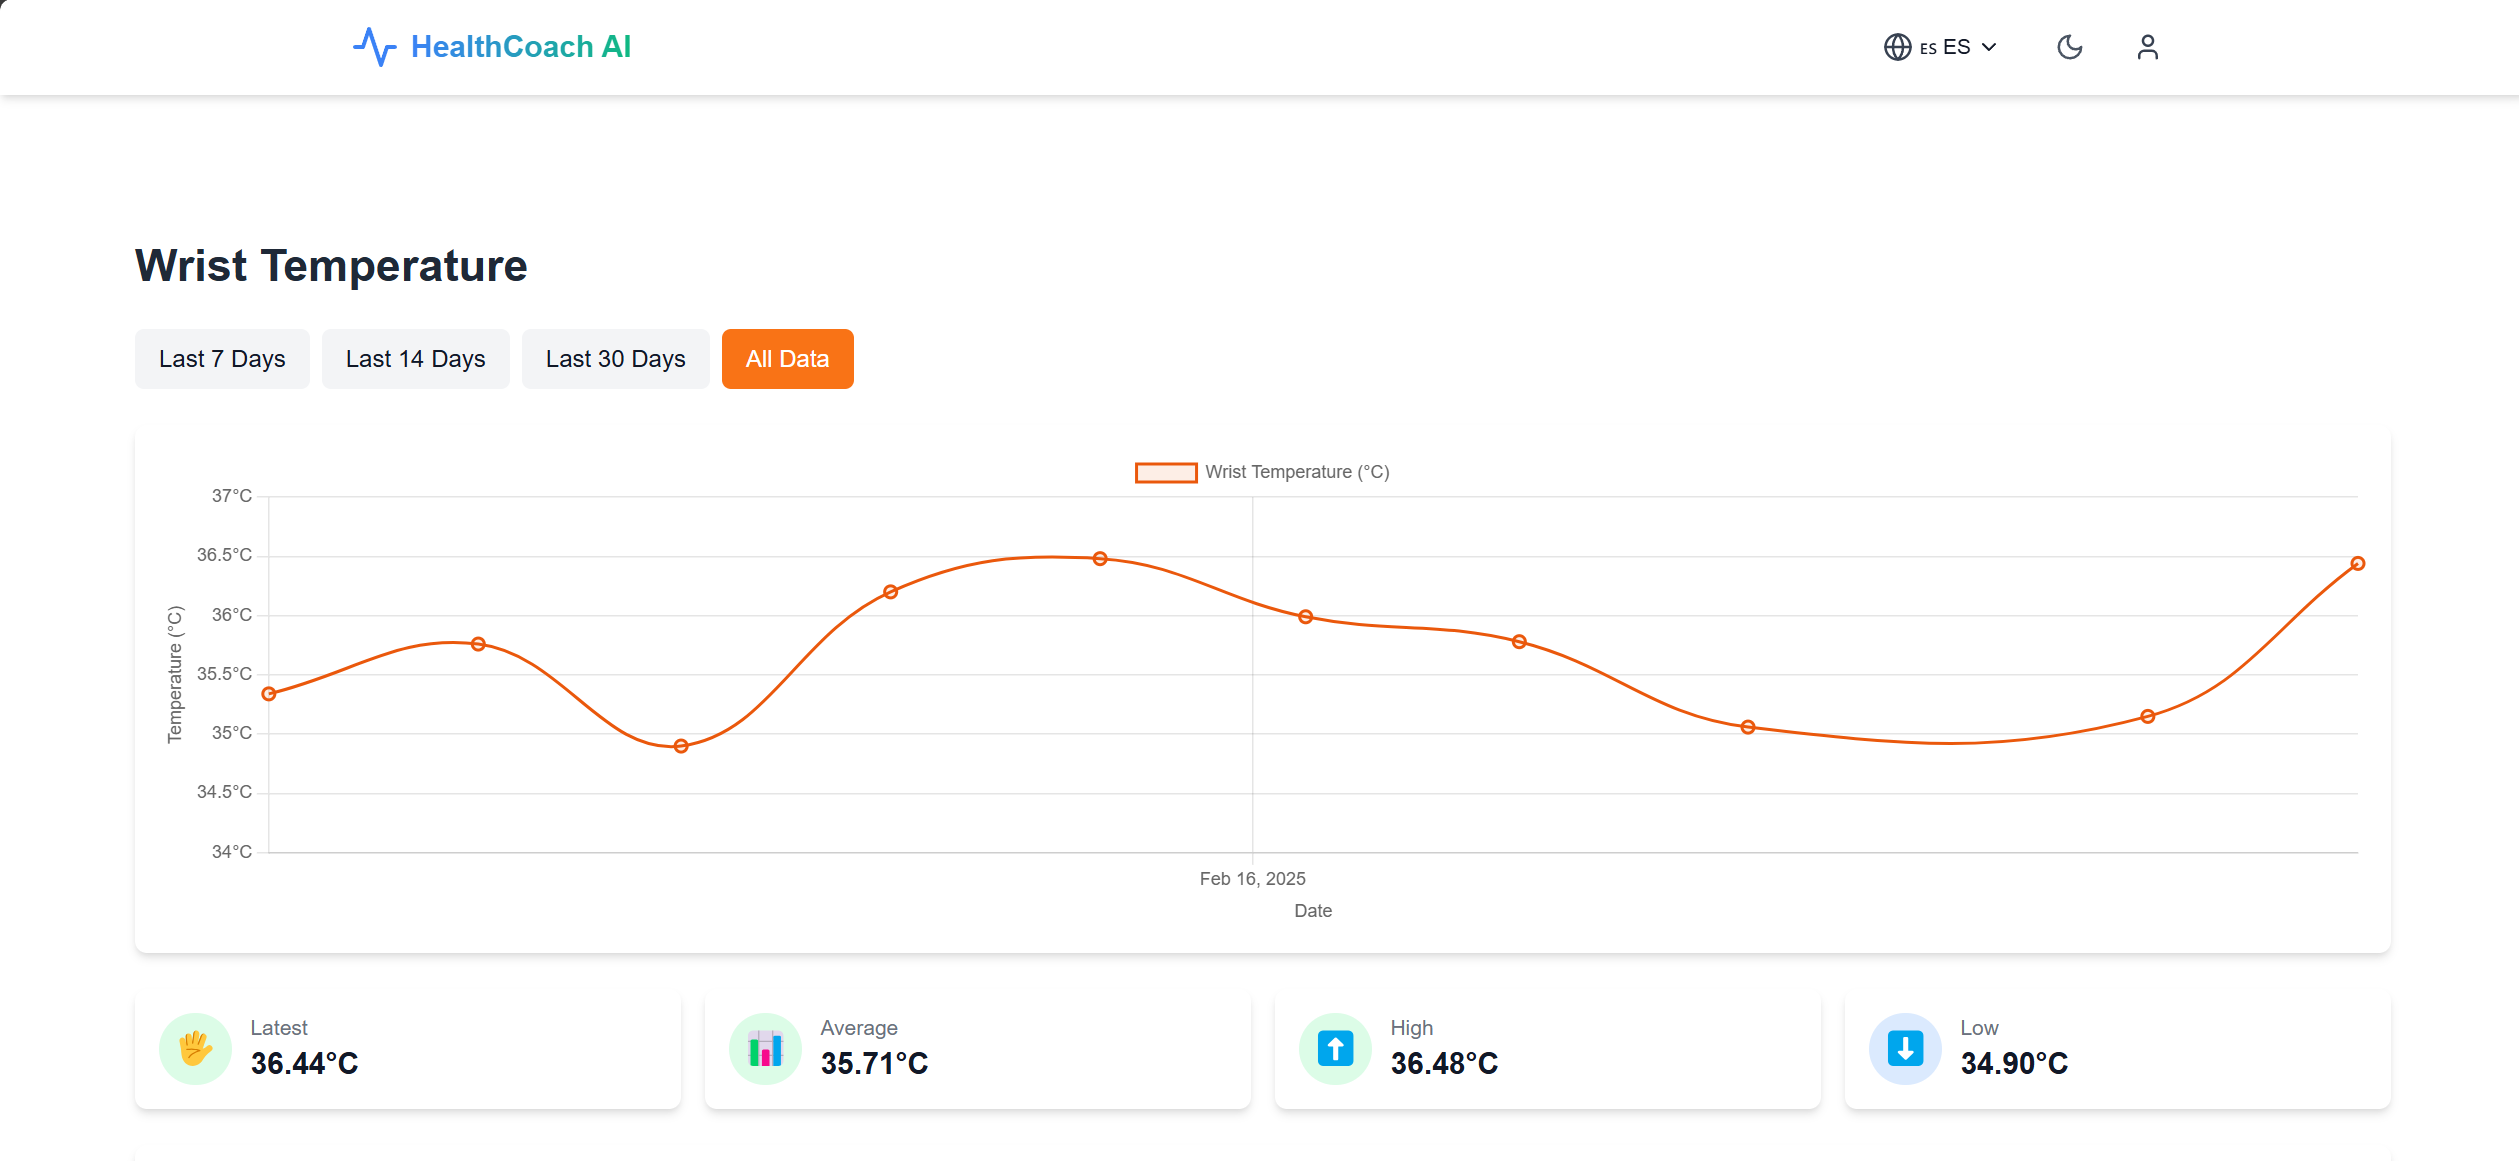 HealthCoach AI
ES ES
Wrist Temperature
Last 7 Days Last 14 Days Last 30 Days All Data
Wrist Temperature (°C)
37°C
36.5°C
36°C
35.5°C
35°C
34.5°C
34°C
Temperature (°C)
Feb 16, 2025
Date
Latest
36.44°C
Average
35.71°C
High
36.48°C
Low
34.90°C